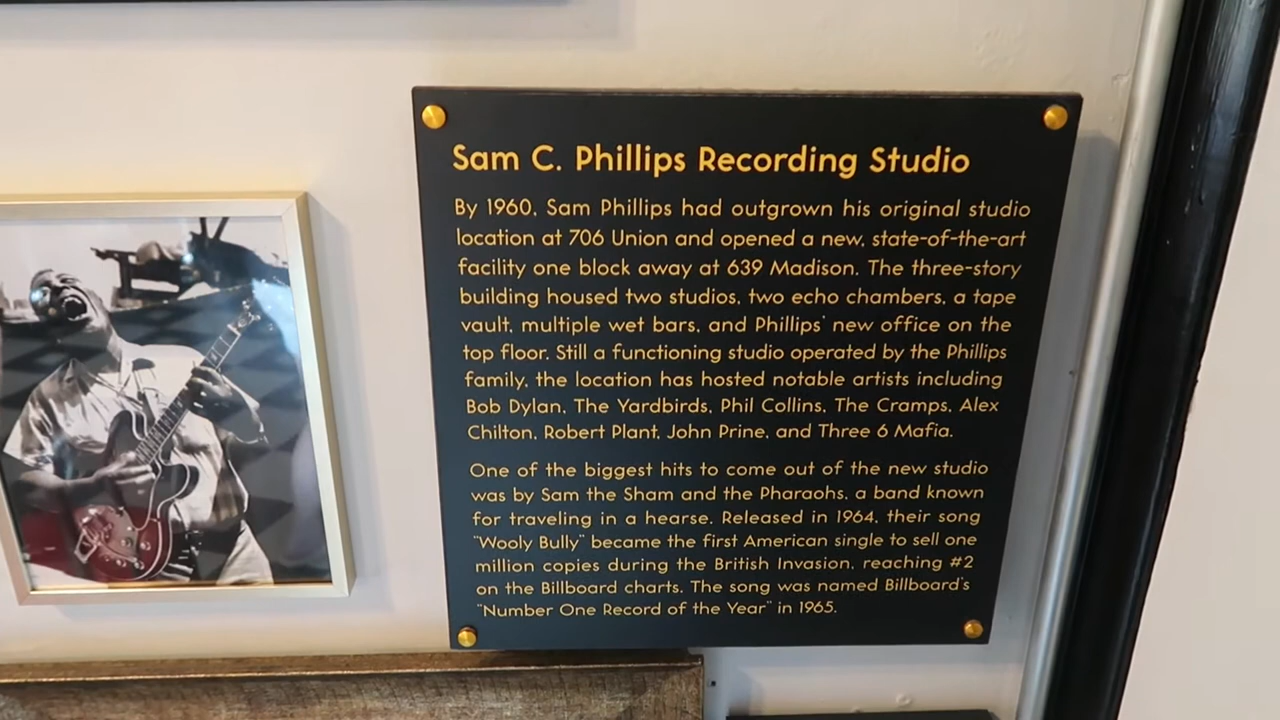 Sam C. Phillips Recording Studio
By 1960, Sam Phillips had outgrown his original studio
location at 706 Union and opened a new, state-of-the-art
facility one block away at 639 Madison. The three-story
building housed two studios, two echo chambers, a tape
vault, multiple wet bars, and Phillips' new office on the
top floor. Still a functioning studio operated by the Phillips
family, the location has hosted notable artists including
Bob Dylan, The Yardbirds, Phil Collins, The Cramps, Alex
Chilton, Robert Plant, John Prine, and Three 6 Mafia.
One of the biggest hits to come out of the new studio
was by Sam the Sham and the Pharaohs, a band known
for traveling in a hearse. Released in 1964, their song
"Wooly Bully" became the first American single to sell one
million copies during the British Invasion, reaching #2
on the Billboard charts. The song was named Billboard's
"Number One Record of the Year" in 1965.